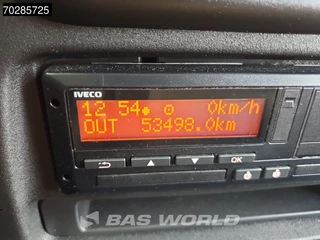 70285725
IVECO
12 54 0km/h
OUT 53498.0km
OK
BAS WORLD